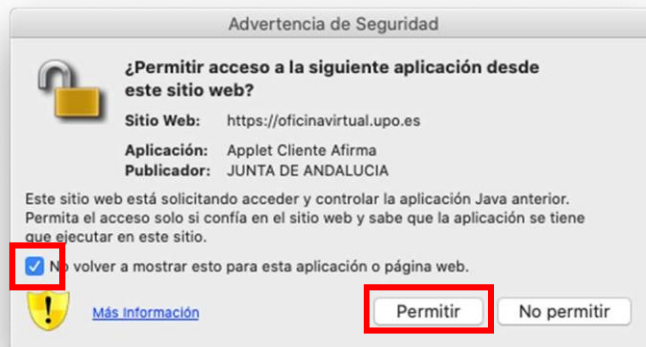 Advertencia de Seguridad
¿Permitir acceso a la siguiente aplicación desde
este sitio web?
Sitio Web: https://oficinavirtual.upo.es
Aplicación: Applet Cliente Afirma
Publicador: JUNTA DE ANDALUCIA
Este sitio web está solicitando acceder y controlar la aplicación Java anterior.
Permita el acceso solo si confía en el sitio web y sabe que la aplicación se tiene
que ejecutar en este sitio.
No volver a mostrar esto para esta aplicación o página web.
Más Información Permitir No permitir